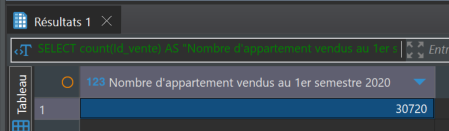 Résultats 1
SELECT count(Id_vente) AS "Nombre d'appartement vendus au 1er s
Entr
Tableau
123 Nombre d'appartement vendus au 1er semestre 2020
1
30720